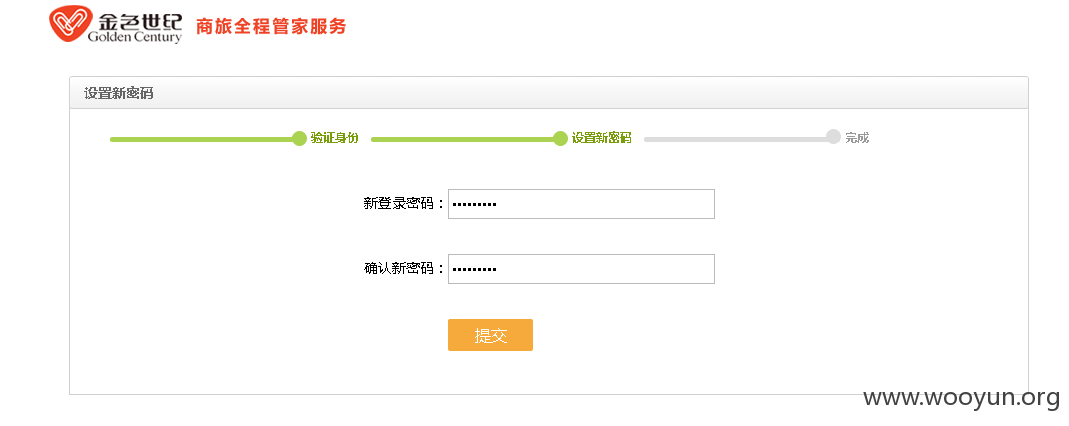 金色世纪 商旅全程管家服务
Golden Century
设置新密码
验证身份 设置新密码 完成
新登录密码：•••••••••
确认新密码：•••••••••
提交
www.wooyun.org